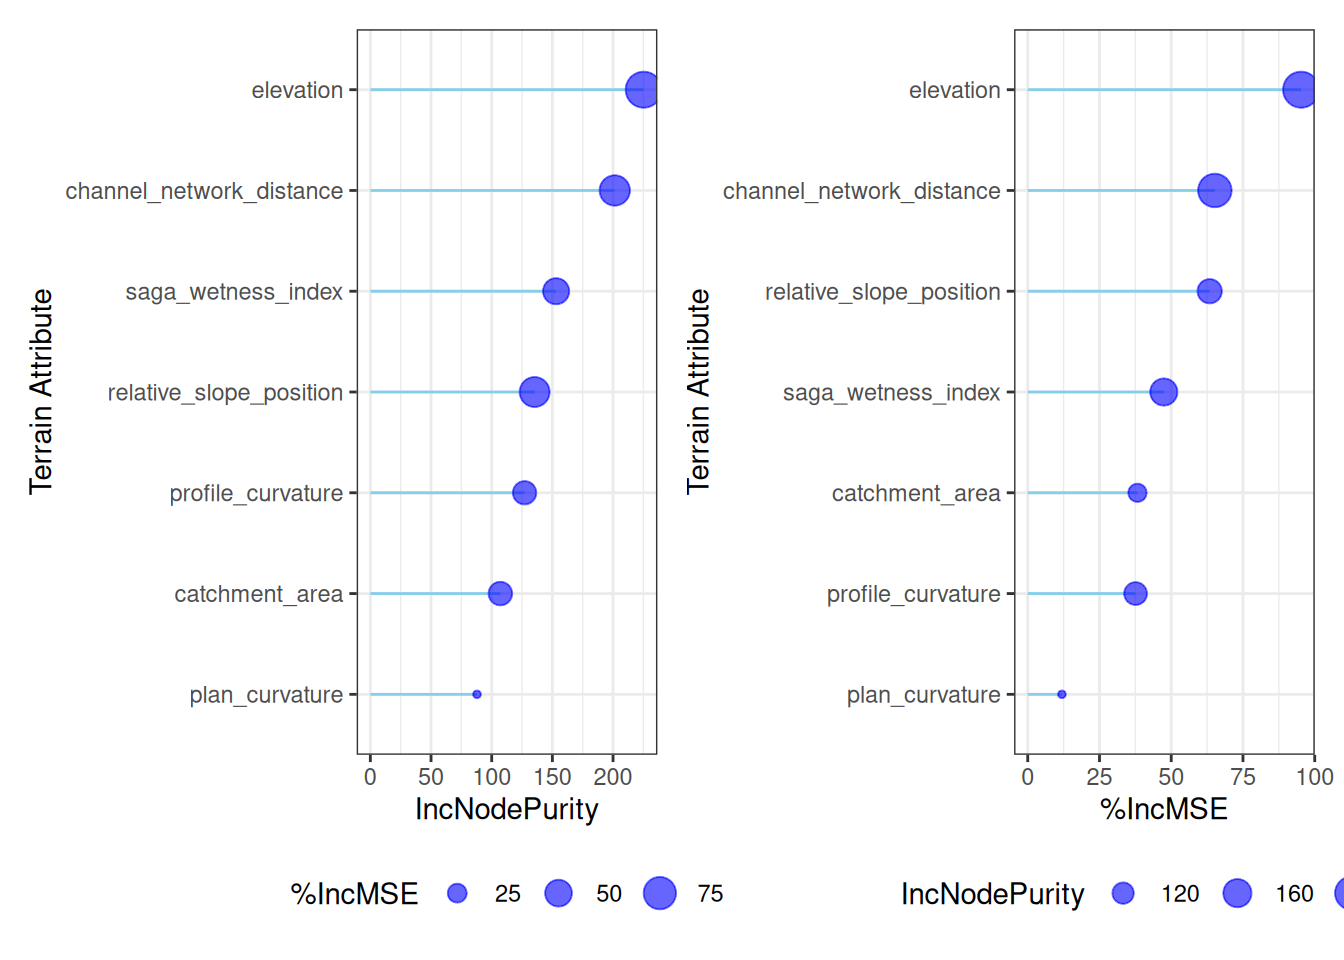 Terrain Attribute
elevation
channel_network_distance
saga_wetness_index
relative_slope_position
profile_curvature
catchment_area
plan_curvature
0 50 100 150 200
IncNodePurity
%IncMSE 25 50 75
Terrain Attribute
elevation
channel_network_distance
relative_slope_position
saga_wetness_index
catchment_area
profile_curvature
plan_curvature
0 25 50 75 100
%IncMSE
IncNodePurity 120 160